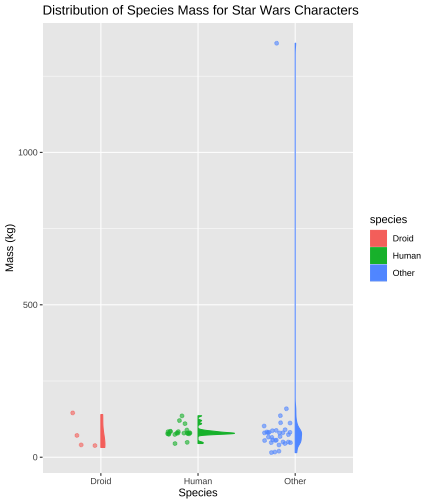 Distribution of Species Mass for Star Wars Characters
Mass (kg)
1000
500
0
Droid
Human
Other
Species
species
Droid
Human
Other